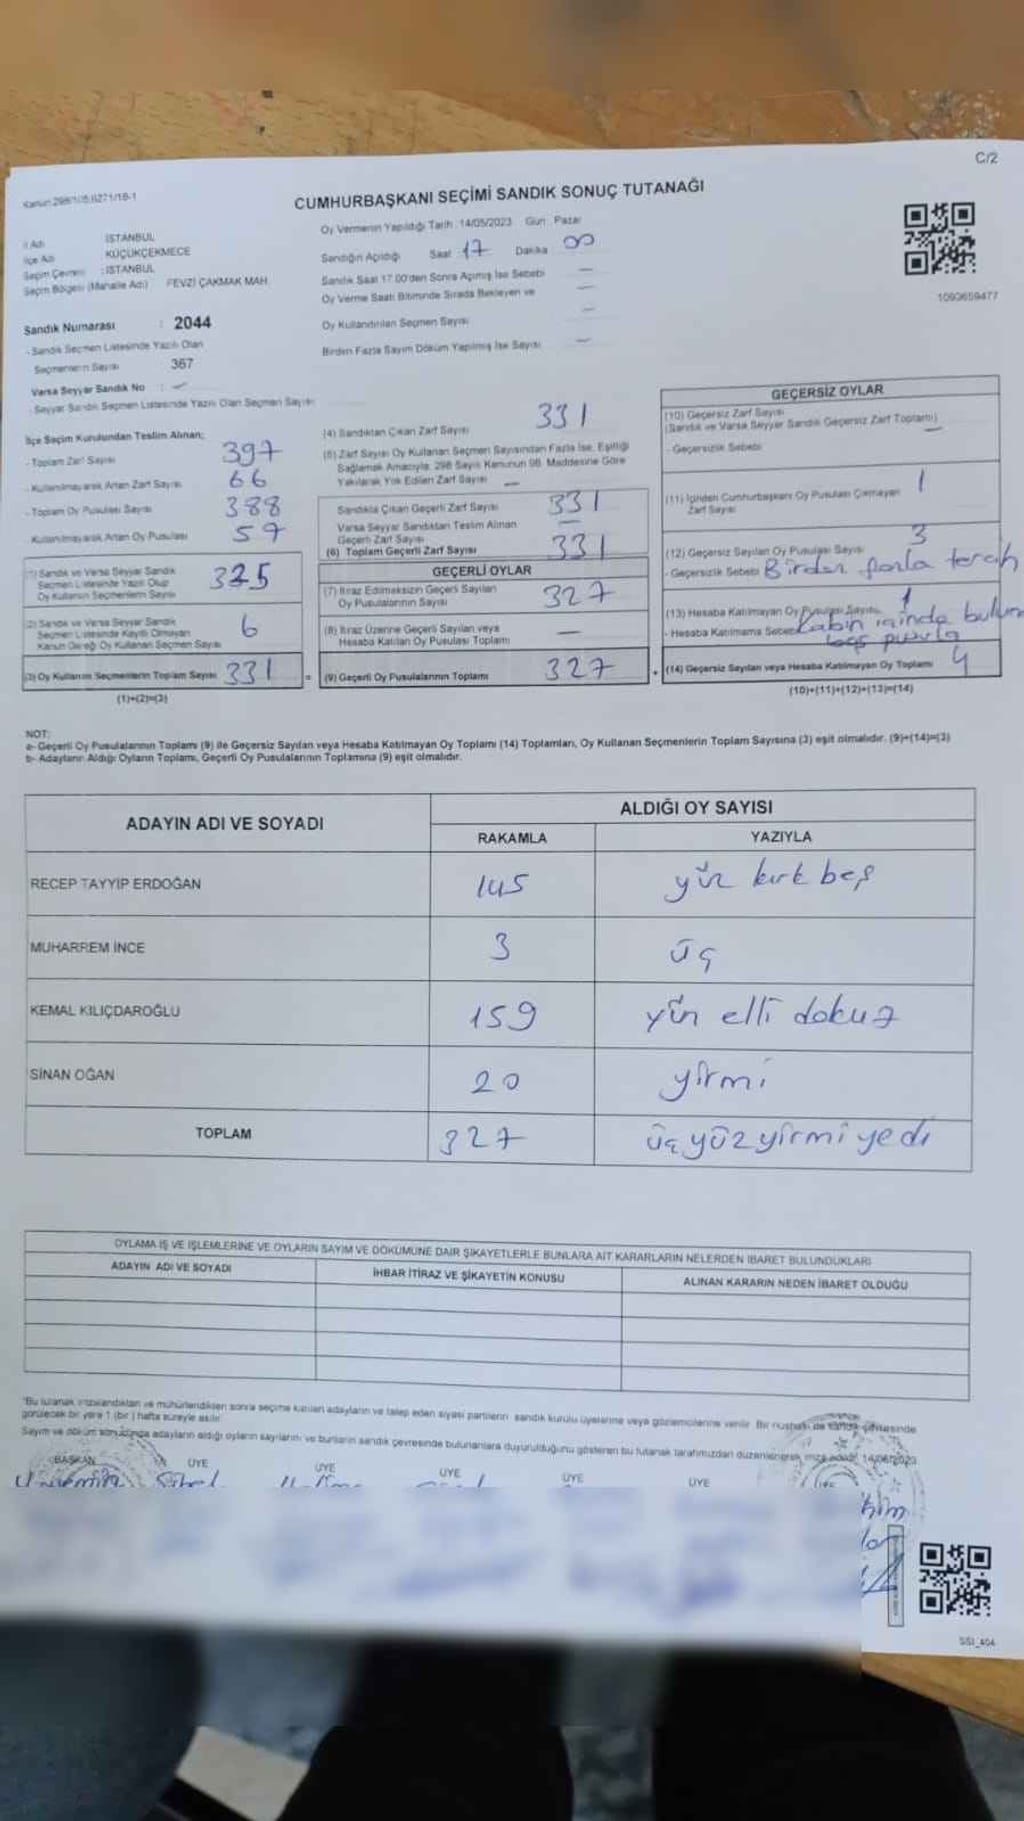 C/2
Kanun:298/105;6271/16-1
CUMHURBAŞKANI SEÇİMİ SANDIK SONUÇ TUTANAĞI
İl Adı İSTANBUL
İlçe Adı KÜÇÜKÇEKMECE
Seçim Çevresi : İSTANBUL
Seçim Bölgesi (Mahalle Adı) FEVZİ ÇAKMAK MAH.
Sandık Numarası : 2044
- Sandık Seçmen Listesinde Yazılı Olan
Seçmenlerin Sayısı 367
Varsa Seyyar Sandık No : -
- Seyyar Sandık Seçmen Listesinde Yazılı Olan Seçmen Sayısı
Oy Vermenin Yapıldığı Tarih :14/05/2023 Gün : Pazar
Sandığın Açıldığı Saat 17 Dakika 00
Sandık Saat 17.00'den Sonra Açılmış İse Sebebi -
Oy Verme Saati Bitiminde Sırada Bekleyen ve -
Oy Kullandırılan Seçmen Sayısı -
Birden Fazla Sayım Döküm Yapılmış İse Sayısı -
1093659477
İlçe Seçim Kurulundan Teslim Alınan;
- Toplam Zarf Sayısı 397
- Kullanılmayarak Artan Zarf Sayısı 66
- Toplam Oy Pusulası Sayısı 388
- Kullanılmayarak Artan Oy Pusulası 57
(1) Sandık ve Varsa Seyyar Sandık
Seçmen Listesinde Yazılı Olup
Oy Kullanan Seçmenlerin Sayısı 325
(2) Sandık ve Varsa Seyyar Sandık
Seçmen Listesinde Kayıtlı Olmayan
Kanun Gereği Oy Kullanan Seçmen Sayısı 6
(3) Oy Kullanan Seçmenlerin Toplam Sayısı 331
(1)+(2)=(3)
(4) Sandıktan Çıkan Zarf Sayısı 331
(5) Zarf Sayısı Oy Kullanan Seçmen Sayısından Fazla İse, Eşitliği
Sağlamak Amacıyla, 298 Sayılı Kanunun 98. Maddesine Göre
Yakılarak Yok Edilen Zarf Sayısı -
Sandıkta Çıkan Geçerli Zarf Sayısı 331
Varsa Seyyar Sandıktan Teslim Alınan
Geçerli Zarf Sayısı -
(6) Toplam Geçerli Zarf Sayısı 331
GEÇERLİ OYLAR
(7) İtiraz Edilmeksizin Geçerli Sayılan
Oy Pusulalarının Sayısı 327
(8) İtiraz Üzerine Geçerli Sayılan veya
Hesaba Katılan Oy Pusulası Toplamı -
(9) Geçerli Oy Pusulalarının Toplamı 327
GEÇERSİZ OYLAR
(10) Geçersiz Zarf Sayısı
(Sandık ve Varsa Seyyar Sandık Geçersiz Zarf Toplamı) -
- Geçersizlik Sebebi
(11) İçinden Cumhurbaşkanı Oy Pusulası Çıkmayan 1
Zarf Sayısı
(12) Geçersiz Sayılan Oy Pusulası Sayısı 3
- Geçersizlik Sebebi Birden fazla tercih
(13) Hesaba Katılmayan Oy Pusulası Sayısı 1
- Hesaba Katılmama Sebebi Kabin içinde bulun
boş pusula
(14) Geçersiz Sayılan veya Hesaba Katılmayan Oy Toplamı 4
(10)+(11)+(12)+(13)=(14)
NOT:
a- Geçerli Oy Pusulalarının Toplamı (9) ile Geçersiz Sayılan veya Hesaba Katılmayan Oy Toplamı (14) Toplamları, Oy Kullanan Seçmenlerin Toplam Sayısına (3) eşit olmalıdır. (9)+(14)=(3)
b- Adayların Aldığı Oyların Toplamı, Geçerli Oy Pusulalarının Toplamına (9) eşit olmalıdır.
ADAYIN ADI VE SOYADI
ALDIĞI OY SAYISI
RAKAMLA YAZIYLA
RECEP TAYYİP ERDOĞAN 145 yüz kırk beş
MUHARREM İNCE 3 üç
KEMAL KILIÇDAROĞLU 159 yüz elli dokuz
SİNAN OĞAN 20 yirmi
TOPLAM 327 üçyüzyirmiyedi
OYLAMA İŞ VE İŞLEMLERİNE VE OYLARIN SAYIM VE DÖKÜMÜNE DAİR ŞİKAYETLERLE BUNLARA AİT KARARLARIN NELERDEN İBARET BULUNDUKLARI
ADAYIN ADI VE SOYADI İHBAR İTİRAZ VE ŞİKAYETİN KONUSU ALINAN KARARIN NEDEN İBARET OLDUĞU
*Bu tutanak imzalandıktan ve mühürlendikten sonra seçime katılan adayların ve talep eden siyasi partilerin sandık kurulu üyelerine veya gözlemcilerine verilir. Bir nüshası da sandık çevresinde
görülecek bir yere 1 (bir) hafta süreyle asılır.
Sayım ve döküm sonucunda adayların aldığı oyların sayılarını ve bunların sandık çevresinde bulunanlara duyurulduğunu gösteren bu tutanak tarafımızdan düzenlenerek imza edildi.
BAŞKAN ÜYE ÜYE ÜYE ÜYE ÜYE ÜYE
Sibel
SSI_404